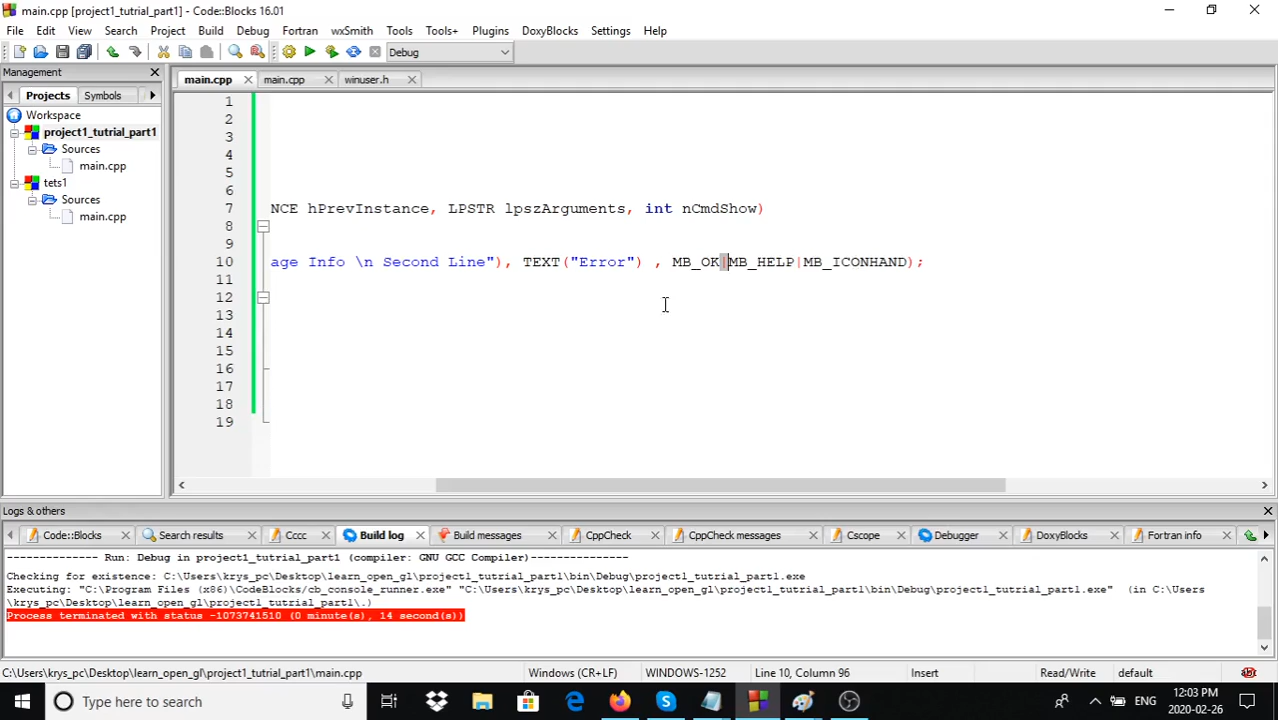 main.cpp [project1_tutrial_part1] - Code::Blocks 16.01
File Edit View Search Project Build Debug Fortran wxSmith Tools Tools+ Plugins DoxyBlocks Settings Help
Debug
Management
main.cpp main.cpp winuser.h
Projects Symbols
Workspace
project1_tutrial_part1
Sources
main.cpp
tets1
Sources
main.cpp
1
2
3
4
5
6
7 NCE hPrevInstance, LPSTR lpszArguments, int nCmdShow)
8
9
10 age Info \n Second Line"), TEXT("Error") , MB_OK|MB_HELP|MB_ICONHAND);
11
12
13
14
15
16
17
18
19
Logs & others
Code::Blocks Search results Cccc Build log Build messages CppCheck CppCheck messages Cscope Debugger DoxyBlocks Fortran info
-------------- Run: Debug in project1_tutrial_part1 (compiler: GNU GCC Compiler)---------------
Checking for existence: C:\Users\krys_pc\Desktop\learn_open_gl\project1_tutrial_part1\bin\Debug\project1_tutrial_part1.exe
Executing: "C:\Program Files (x86)\CodeBlocks/cb_console_runner.exe" "C:\Users\krys_pc\Desktop\learn_open_gl\project1_tutrial_part1\bin\Debug\project1_tutrial_part1.exe" (in C:\Users
\krys_pc\Desktop\learn_open_gl\project1_tutrial_part1\.)
Process terminated with status -1073741510 (0 minute(s), 14 second(s))
C:\Users\krys_pc\Desktop\learn_open_gl\project1_tutrial_part1\main.cpp Windows (CR+LF) WINDOWS-1252 Line 10, Column 96 Insert Read/Write default
Type here to search
ENG
12:03 PM
2020-02-26